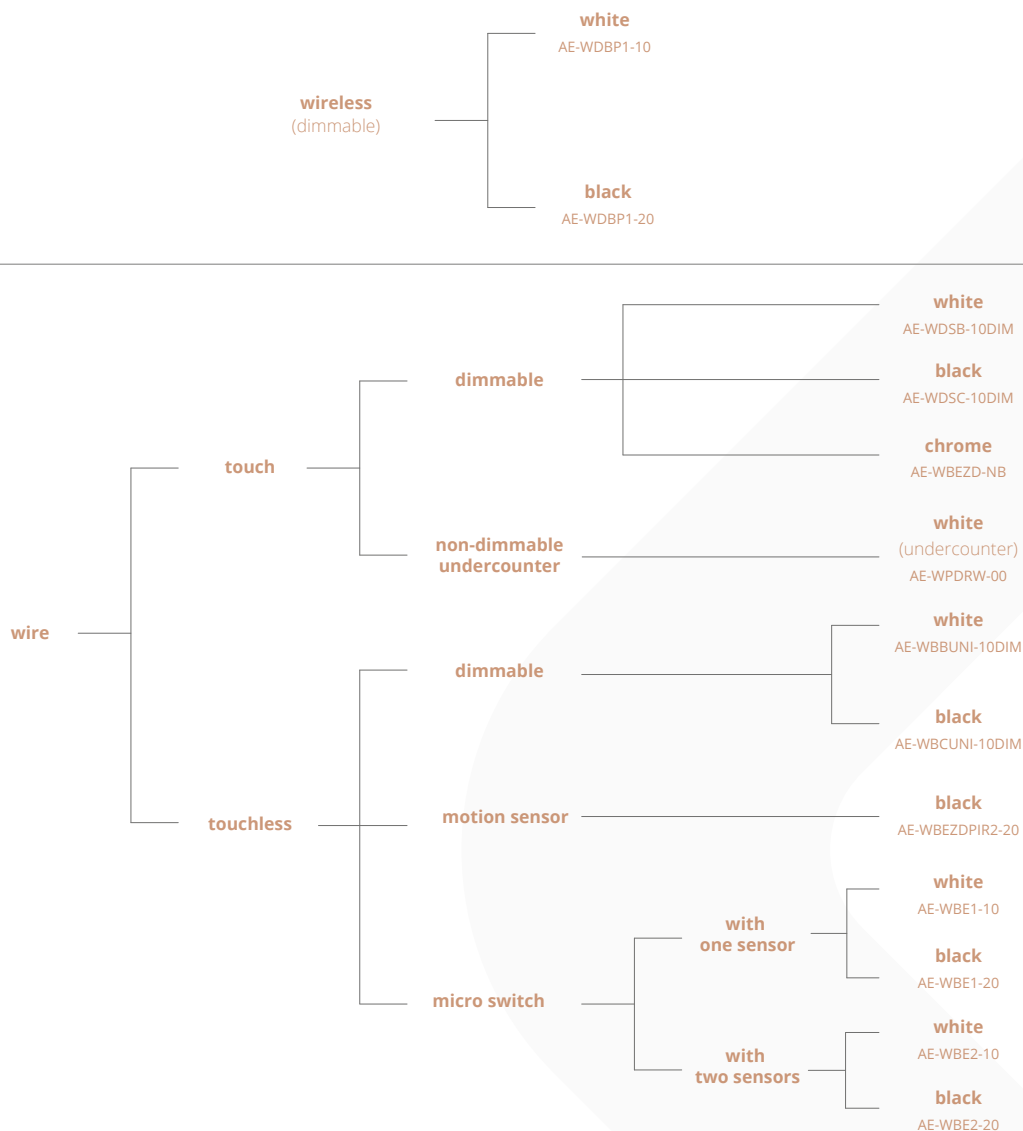 white
AE-WDBP1-10
wireless
(dimmable)
black
AE-WDBP1-20
white
AE-WDSB-10DIM
black
AE-WDSC-10DIM
dimmable
chrome
AE-WBEZD-NB
touch
non-dimmable
undercounter
white
(undercounter)
AE-WPDRW-00
wire
white
AE-WBBUNI-10DIM
dimmable
black
AE-WBCUNI-10DIM
touchless
motion sensor
black
AE-WBEZDPIR2-20
white
AE-WBE1-10
with
one sensor
black
AE-WBE1-20
micro switch
white
AE-WBE2-10
with
two sensors
black
AE-WBE2-20